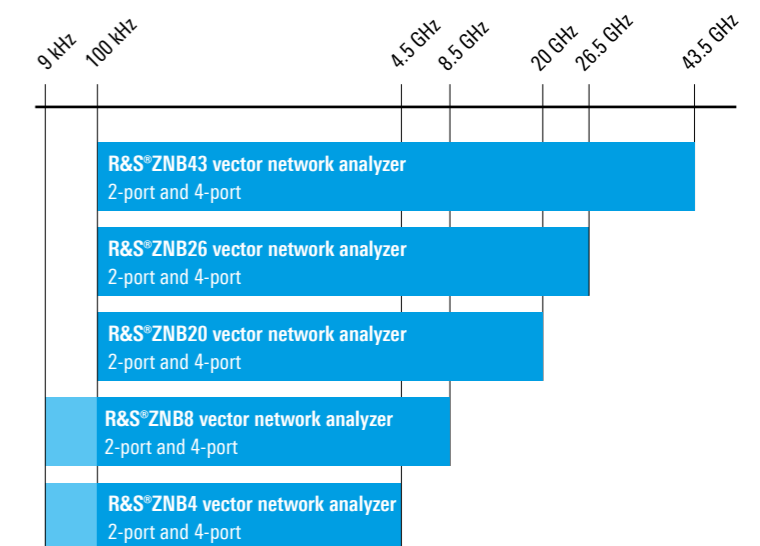 9 kHz
100 kHz
4.5 GHz
8.5 GHz
20 GHz
26.5 GHz
43.5 GHz
R&S®ZNB43 vector network analyzer
2-port and 4-port
R&S®ZNB26 vector network analyzer
2-port and 4-port
R&S®ZNB20 vector network analyzer
2-port and 4-port
R&S®ZNB8 vector network analyzer
2-port and 4-port
R&S®ZNB4 vector network analyzer
2-port and 4-port